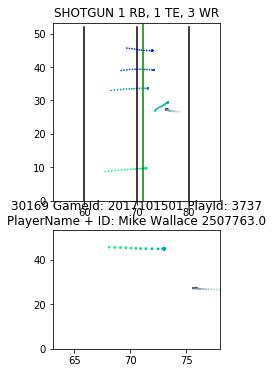 SHOTGUN 1 RB, 1 TE, 3 WR
50
40
30
20
10
0
60 70 80
30169 GameId: 2017101501 PlayId: 3737
PlayerName + ID: Mike Wallace 2507763.0
40
20
0
65 70 75